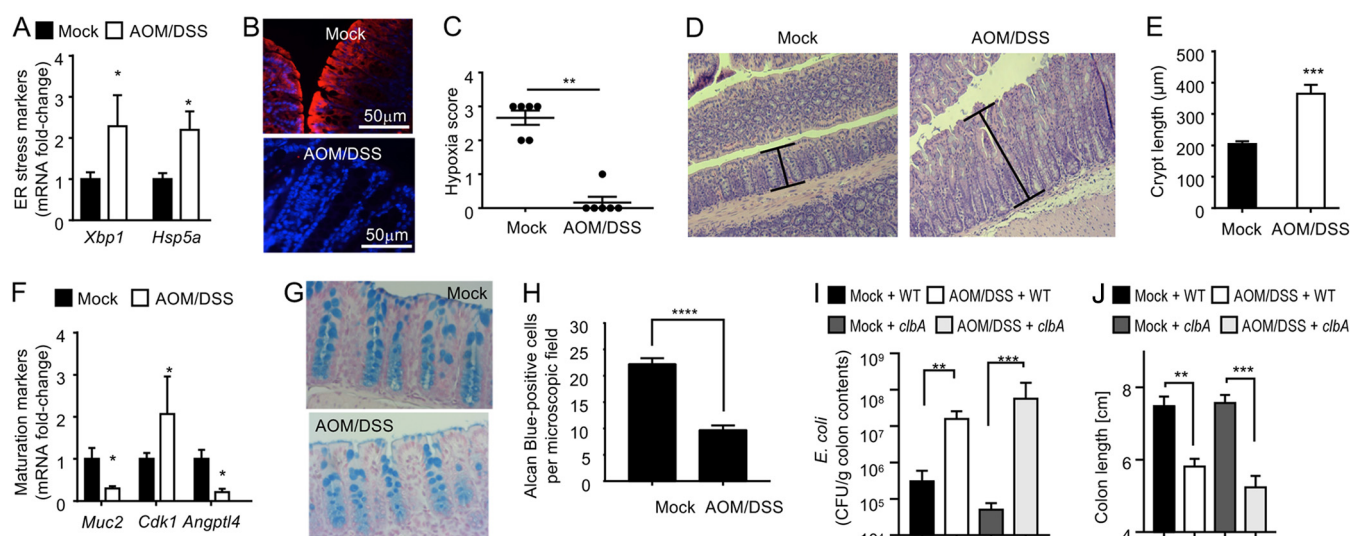 A
Mock AOM/DSS
ER stress markers
(mRNA fold-change)
4
3
2
1
0
*
*
Xbp1 Hsp5a
B
Mock
50μm
AOM/DSS
50μm
C
Hypoxia score
4
3
2
1
0
**
Mock AOM/DSS
D
Mock AOM/DSS
E
Crypt length (μm)
500
400
300
200
100
0
***
Mock AOM/DSS
F
Mock AOM/DSS
Maturation markers
(mRNA fold-change)
4
3
2
1
0
*
*
*
Muc2 Cdk1 Angptl4
G
Mock
AOM/DSS
H
Alcan Blue-positive cells
per microscopic field
30
25
20
15
10
5
0
****
Mock AOM/DSS
I
Mock + WT AOM/DSS + WT
Mock + clbA AOM/DSS + clbA
E. coli
(CFU/g colon contents)
10⁹
10⁸
10⁷
10⁶
10⁵
10⁴
**
***
J
Mock + WT AOM/DSS + WT
Mock + clbA AOM/DSS + clbA
Colon length [cm]
8
6
4
**
***